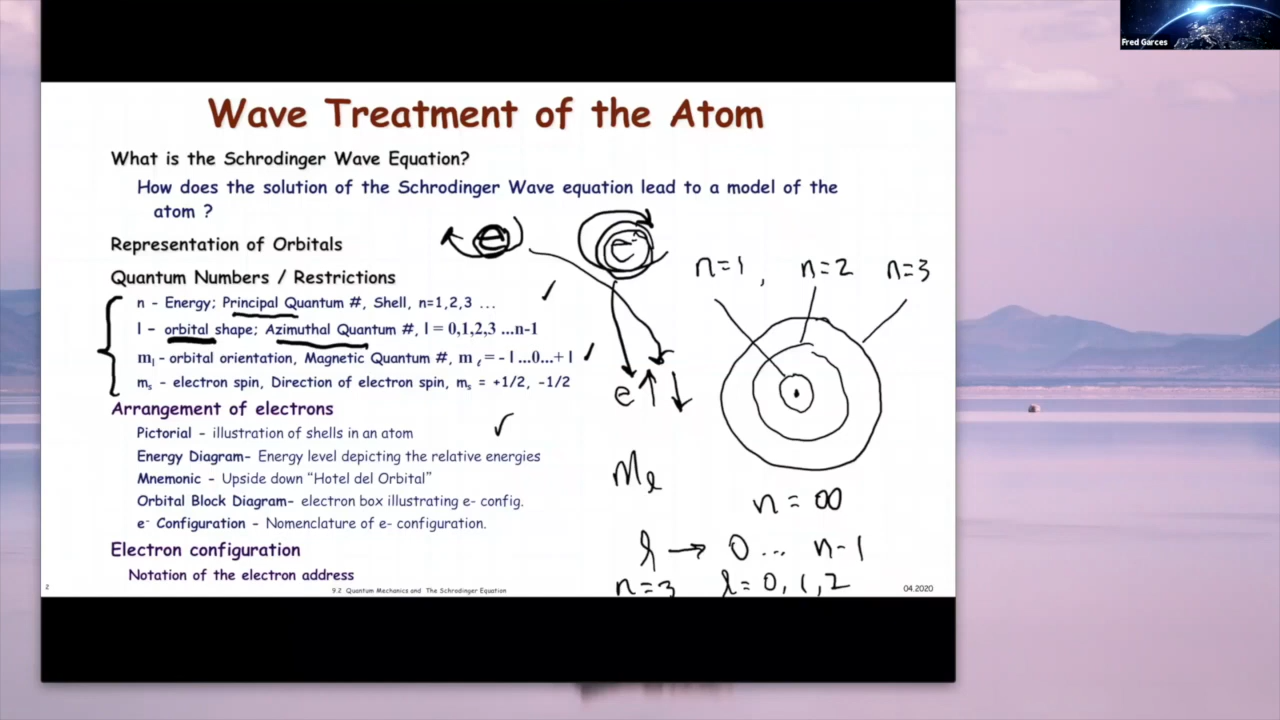 Fred Garces
Wave Treatment of the Atom
What is the Schrodinger Wave Equation?
How does the solution of the Schrodinger Wave equation lead to a model of the
atom ?
Representation of Orbitals
Quantum Numbers / Restrictions
n - Energy; Principal Quantum #, Shell, n=1,2,3 ...
l - orbital shape; Azimuthal Quantum #, l = 0,1,2,3 ...n-1
mₗ - orbital orientation, Magnetic Quantum #, m ℓ = - l ...0...+ l
mₛ - electron spin, Direction of electron spin, mₛ = +1/2, -1/2
Arrangement of electrons
Pictorial - illustration of shells in an atom
Energy Diagram- Energy level depicting the relative energies
Mnemonic - Upside down "Hotel del Orbital"
Orbital Block Diagram- electron box illustrating e- config.
e⁻ Configuration - Nomenclature of e- configuration.
Electron configuration
Notation of the electron address
e
e⁻
n=1, n=2 n=3
e ↑ ↓
mℓ
n = ∞
l → 0 ... n-1
n=3 l=0, 1, 2
2
9.2 Quantum Mechanics and The Schrodinger Equation
04.2020